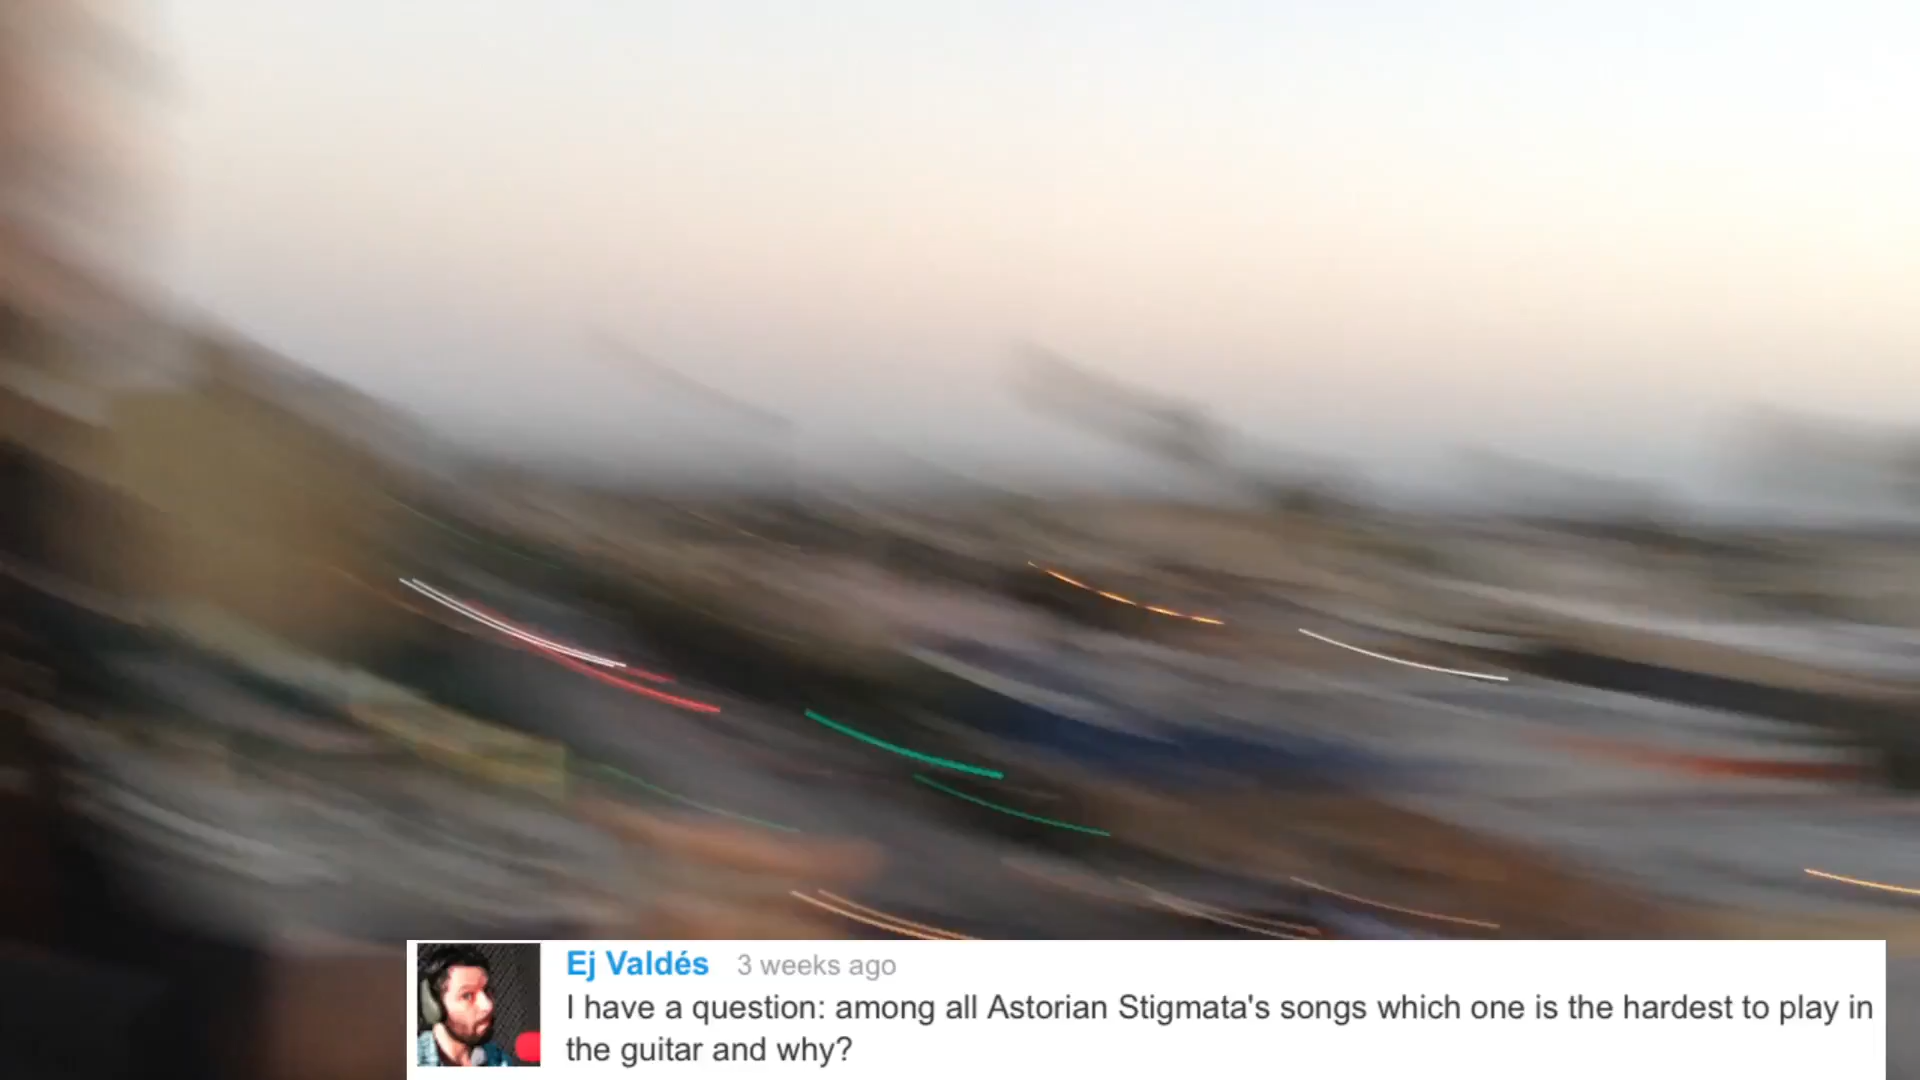 Ej Valdés 3 weeks ago
I have a question: among all Astorian Stigmata's songs which one is the hardest to play in
the guitar and why?